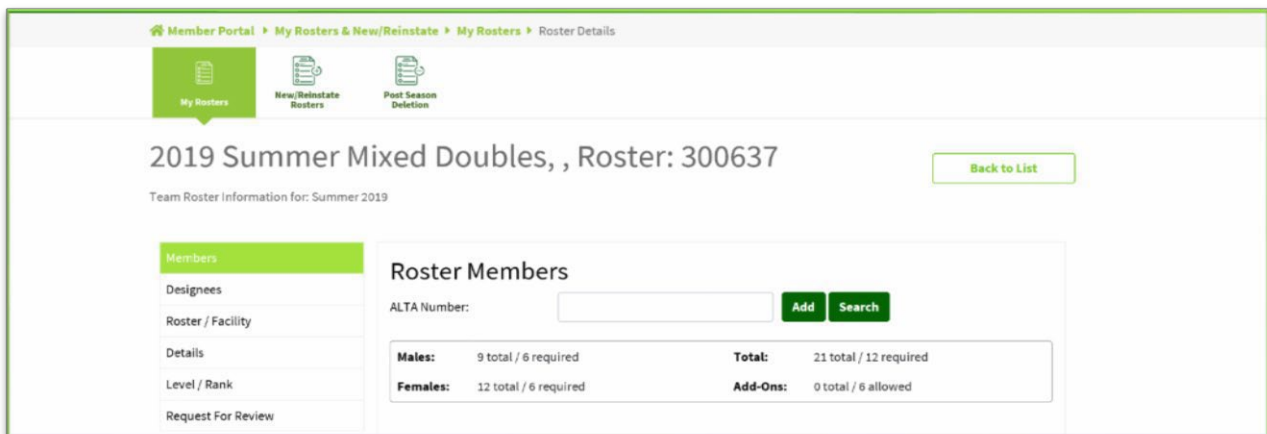 Member Portal My Rosters & New/Reinstate My Rosters Roster Details
My Rosters
New/Reinstate
Rosters
Post Season
Deletion
2019 Summer Mixed Doubles, , Roster: 300637
Back to List
Team Roster Information for: Summer 2019
Members
Designees
Roster / Facility
Details
Level / Rank
Request For Review
Roster Members
ALTA Number:
Add Search
Males: 9 total / 6 required Total: 21 total / 12 required
Females: 12 total / 6 required Add-Ons: 0 total / 6 allowed